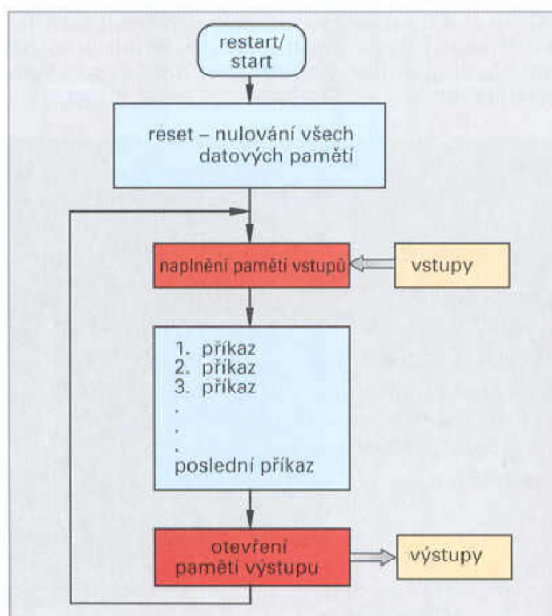 restart/
start
reset – nulování všech
datových pamětí
naplnění pamětí vstupů
vstupy
1. příkaz
2. příkaz
3. příkaz
.
.
.
poslední příkaz
otevření
pamětí výstupu
výstupy